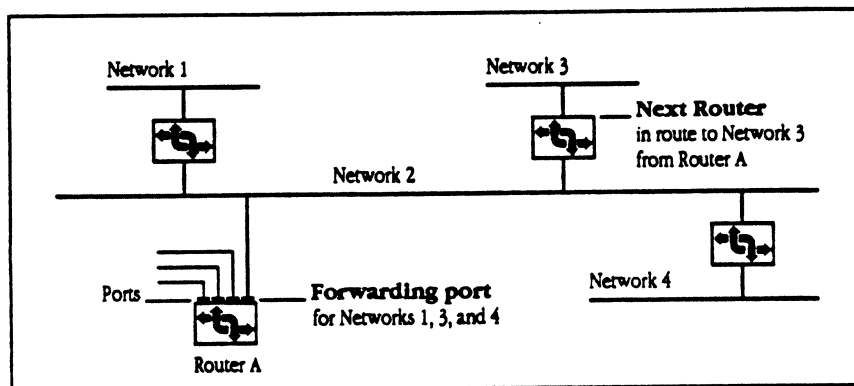 Network 1
Network 3
Next Router
in route to Network 3
from Router A
Network 2
Network 4
Ports
Forwarding port
for Networks 1, 3, and 4
Router A